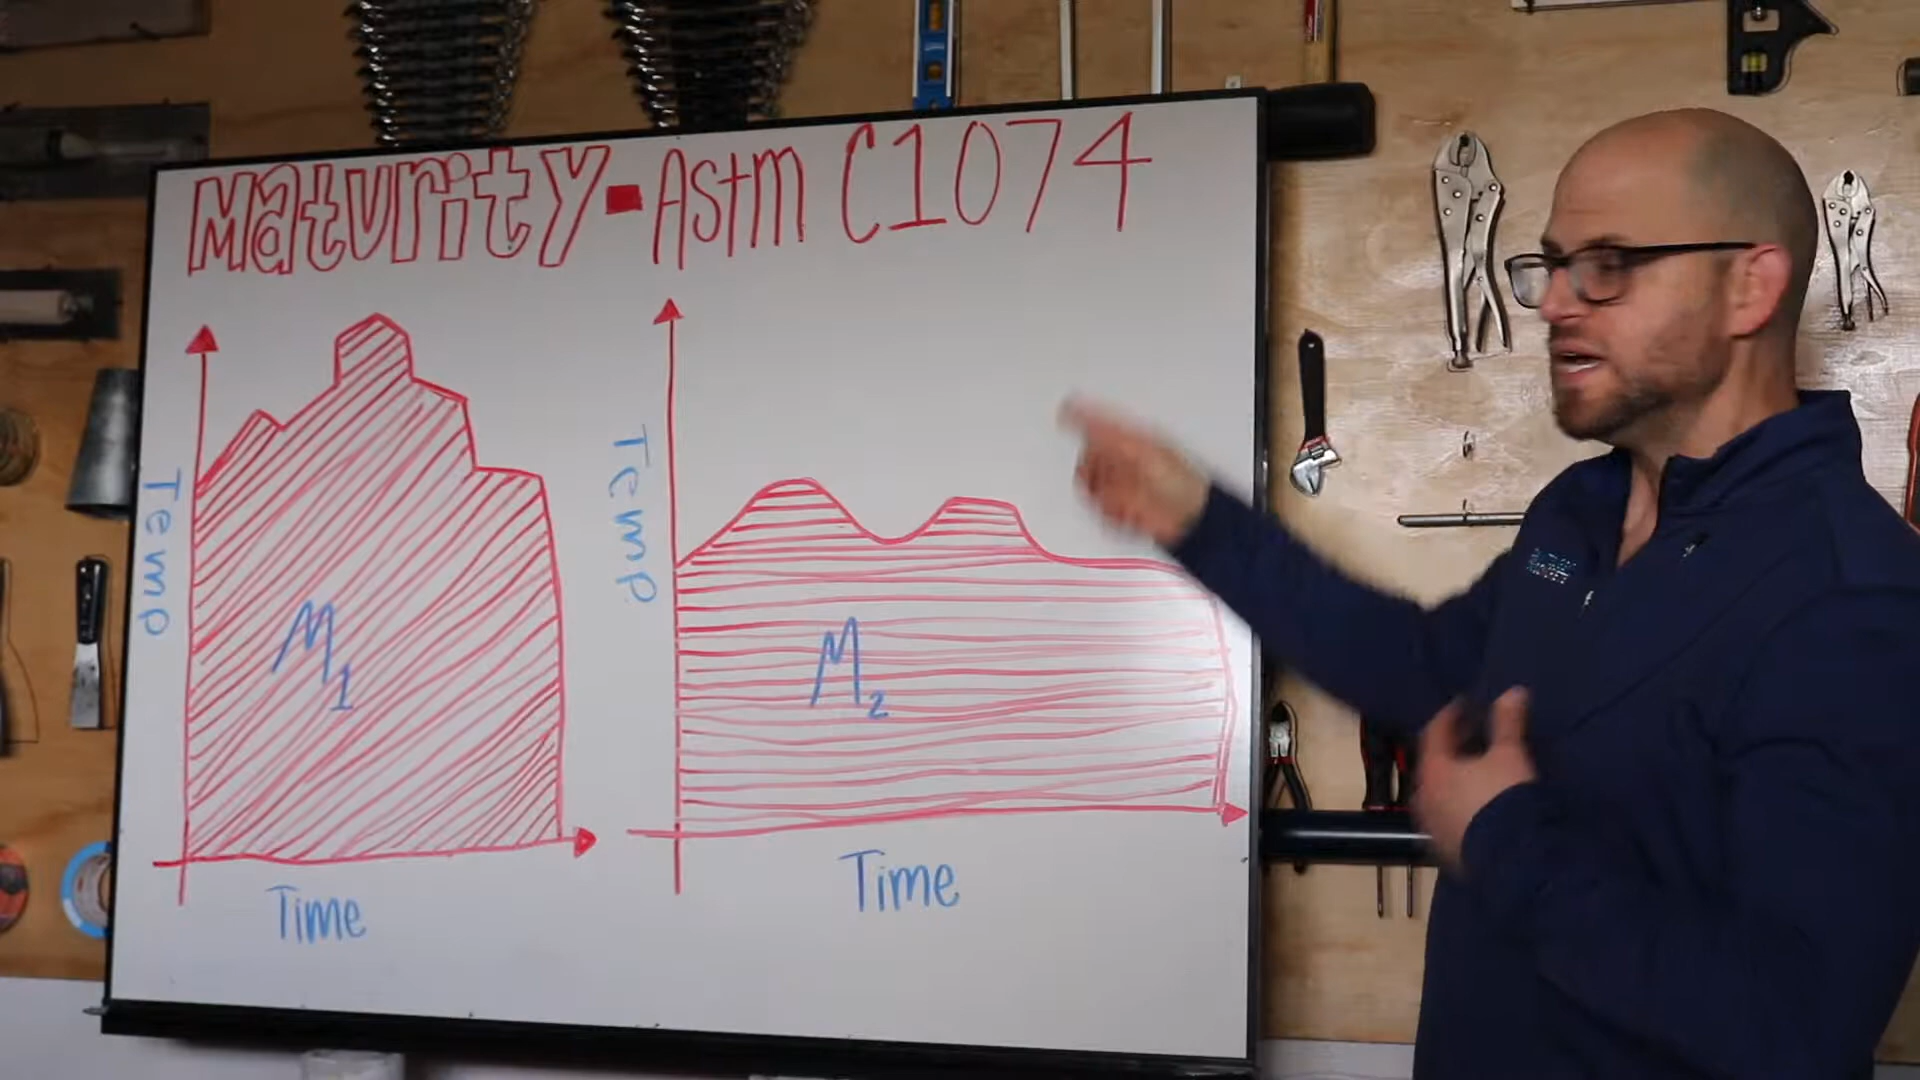 Maturity - ASTM C1074
Temp
M1
Time
Temp
M2
Time